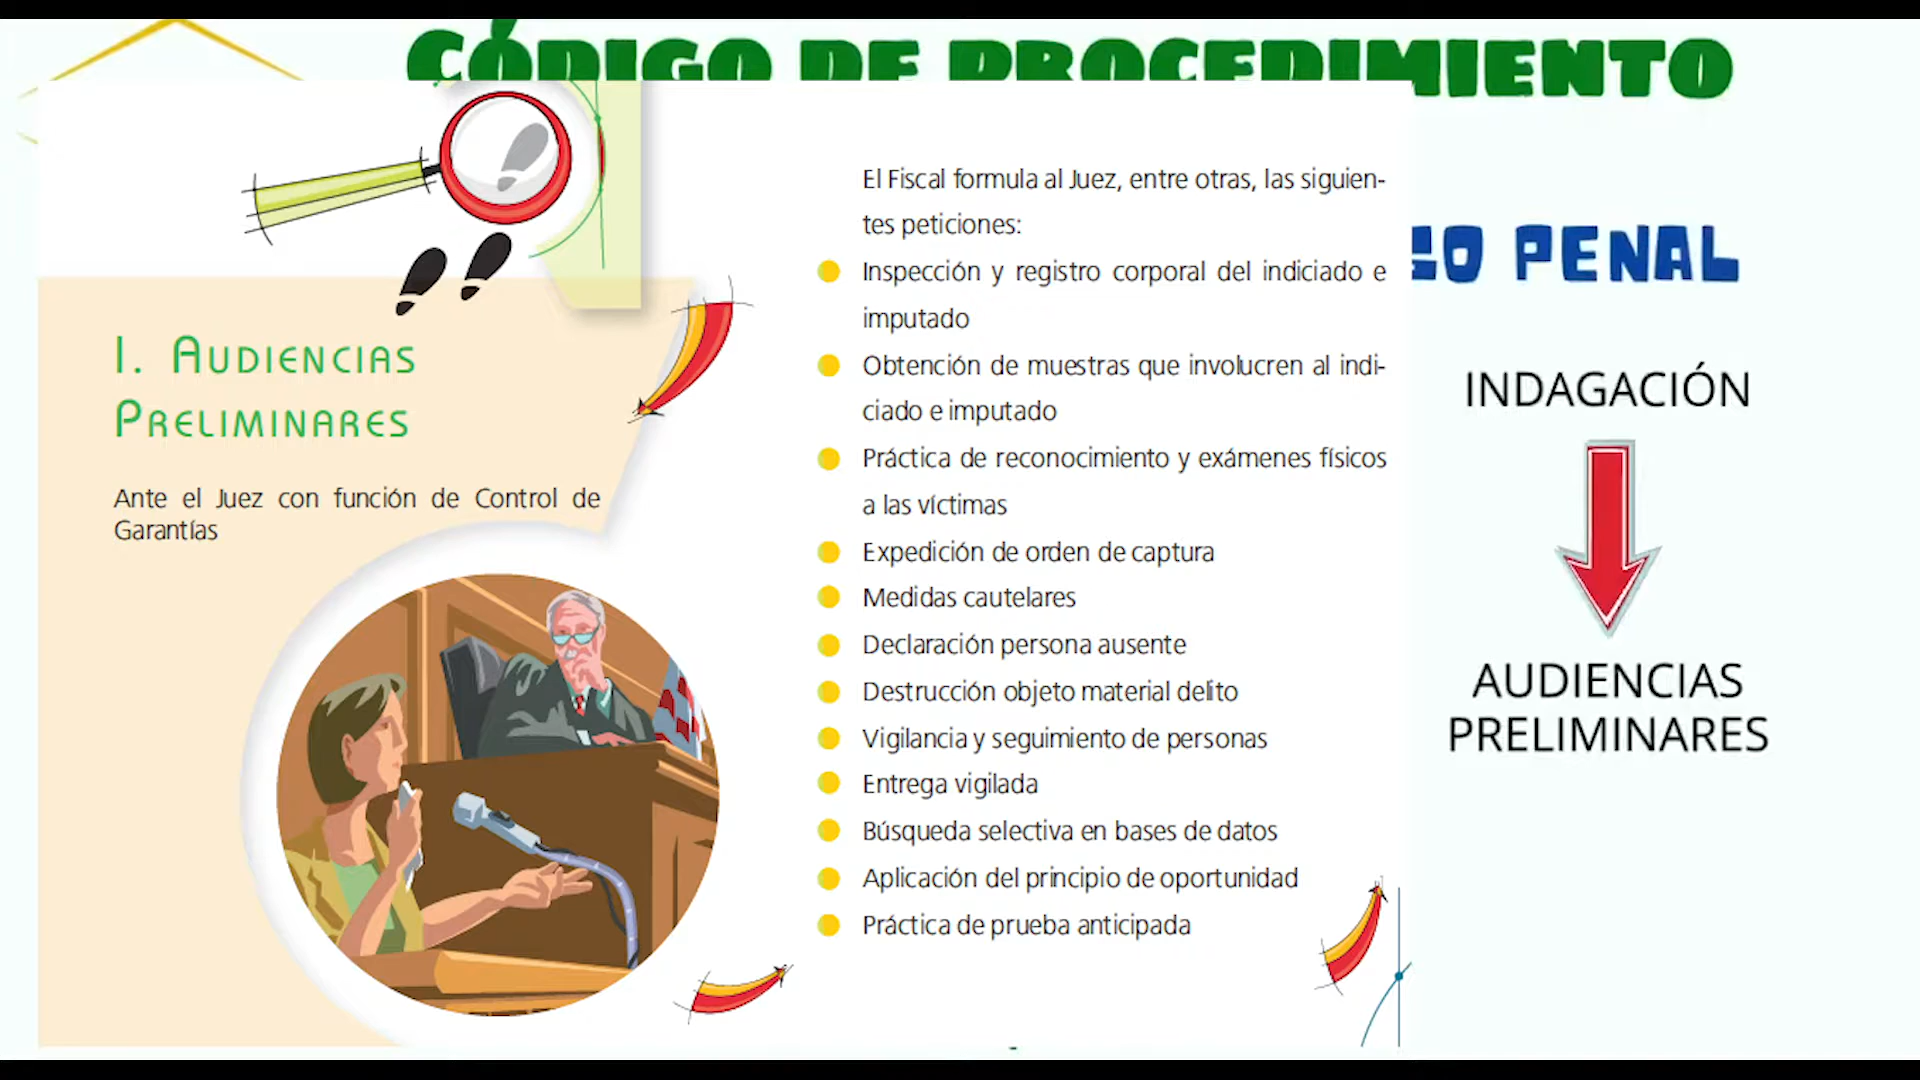 CÓDIGO DE PROCEDIMIENTO
PENAL
I. AUDIENCIAS
PRELIMINARES
Ante el Juez con función de Control de
Garantías
El Fiscal formula al Juez, entre otras, las siguien-
tes peticiones:
Inspección y registro corporal del indiciado e
imputado
Obtención de muestras que involucren al indi-
ciado e imputado
Práctica de reconocimiento y exámenes físicos
a las víctimas
Expedición de orden de captura
Medidas cautelares
Declaración persona ausente
Destrucción objeto material delito
Vigilancia y seguimiento de personas
Entrega vigilada
Búsqueda selectiva en bases de datos
Aplicación del principio de oportunidad
Práctica de prueba anticipada
INDAGACIÓN
AUDIENCIAS
PRELIMINARES